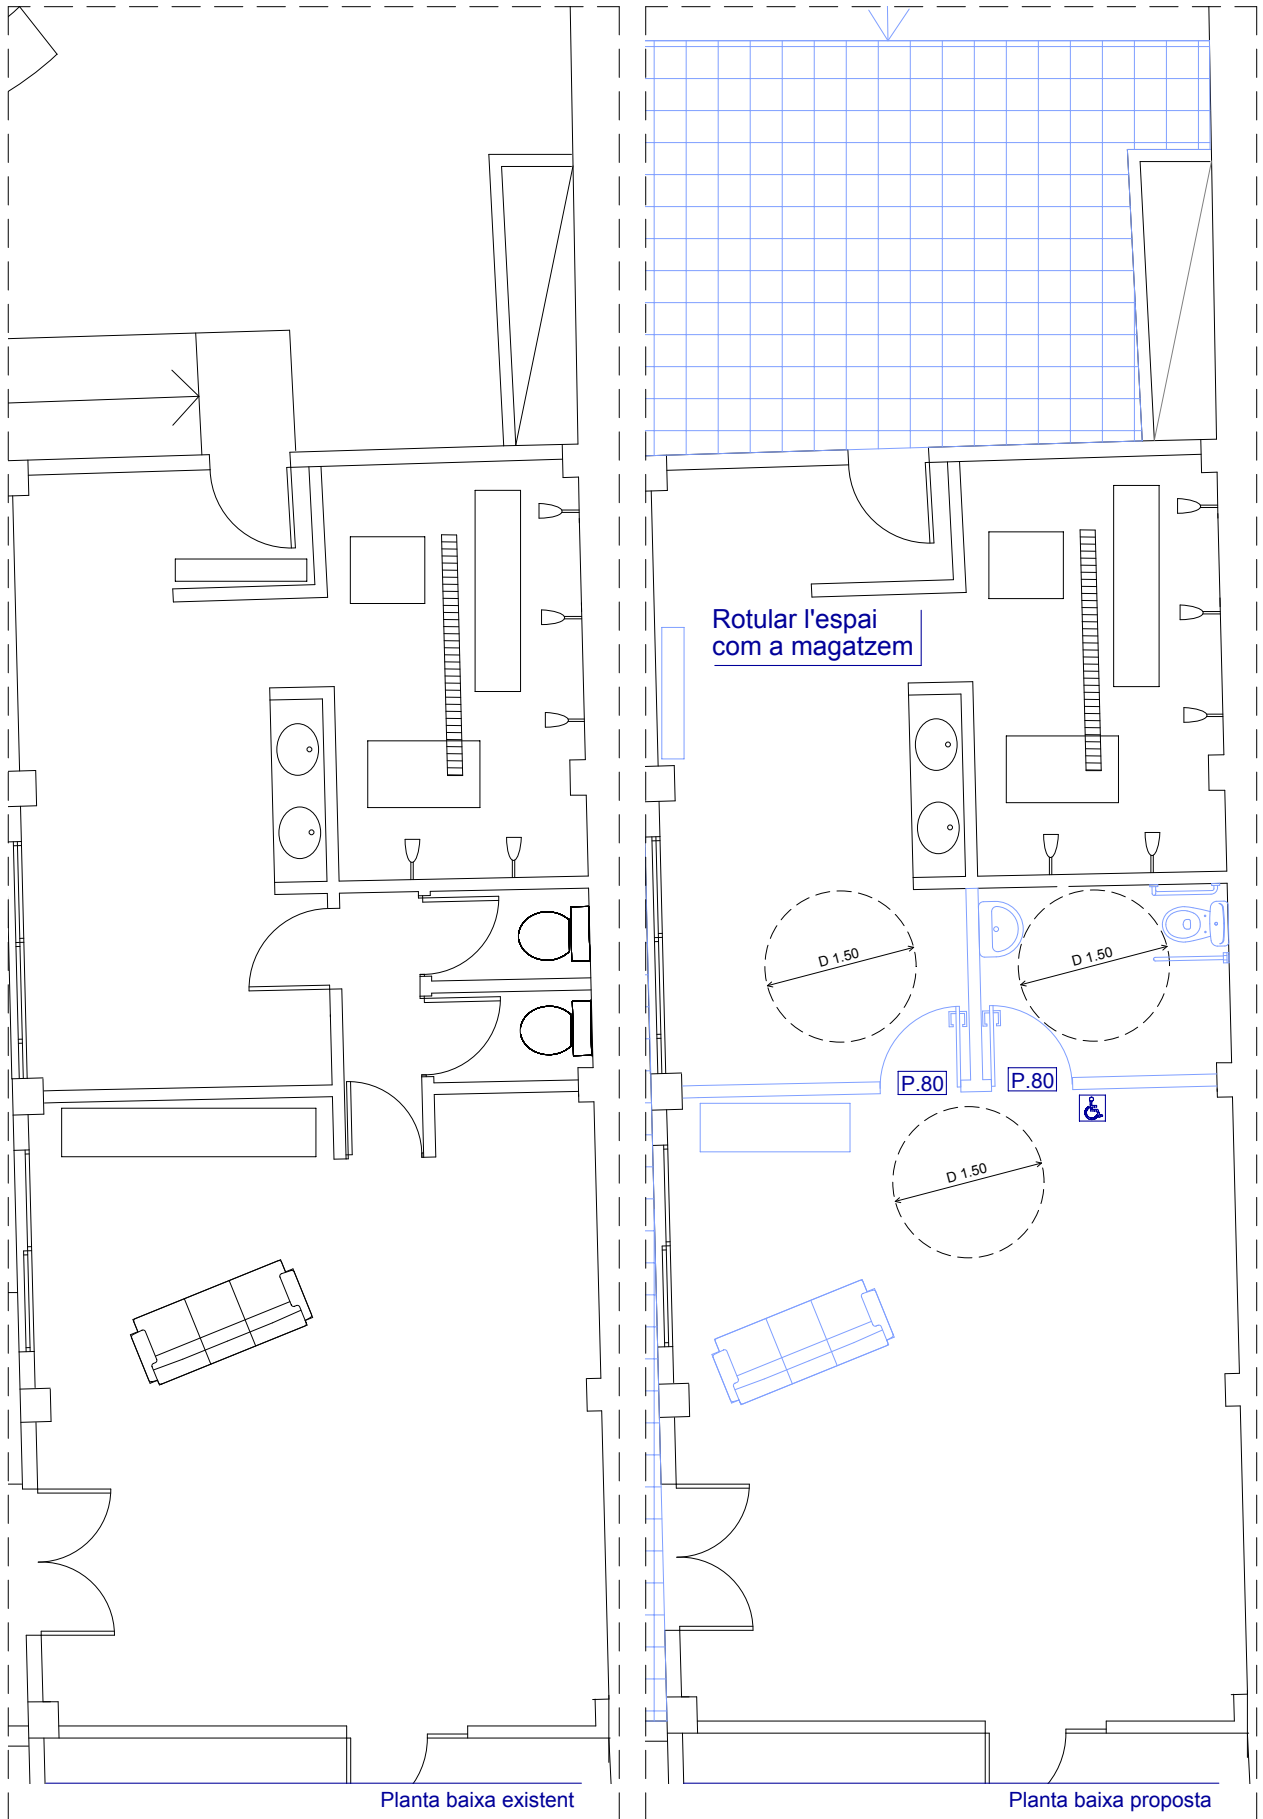 Rotular l'espai
com a magatzem
D 1.50
D 1.50
P.80
P.80
D 1.50
Planta baixa existent
Planta baixa proposta